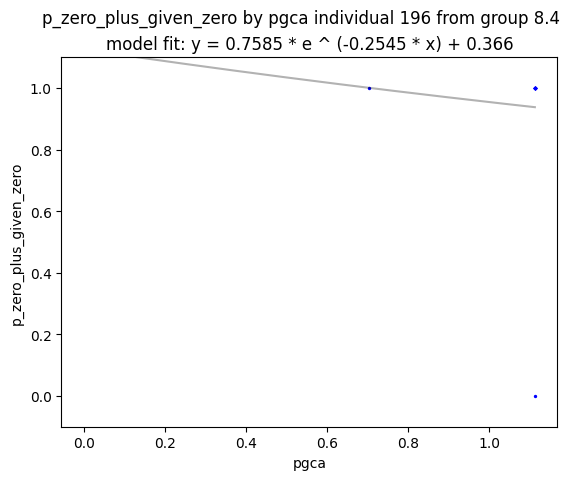 p_zero_plus_given_zero by pgca individual 196 from group 8.4
model fit: y = 0.7585 * e ^ (-0.2545 * x) + 0.366
1.0
0.8
0.6
0.4
0.2
0.0
p_zero_plus_given_zero
0.0 0.2 0.4 0.6 0.8 1.0
pgca